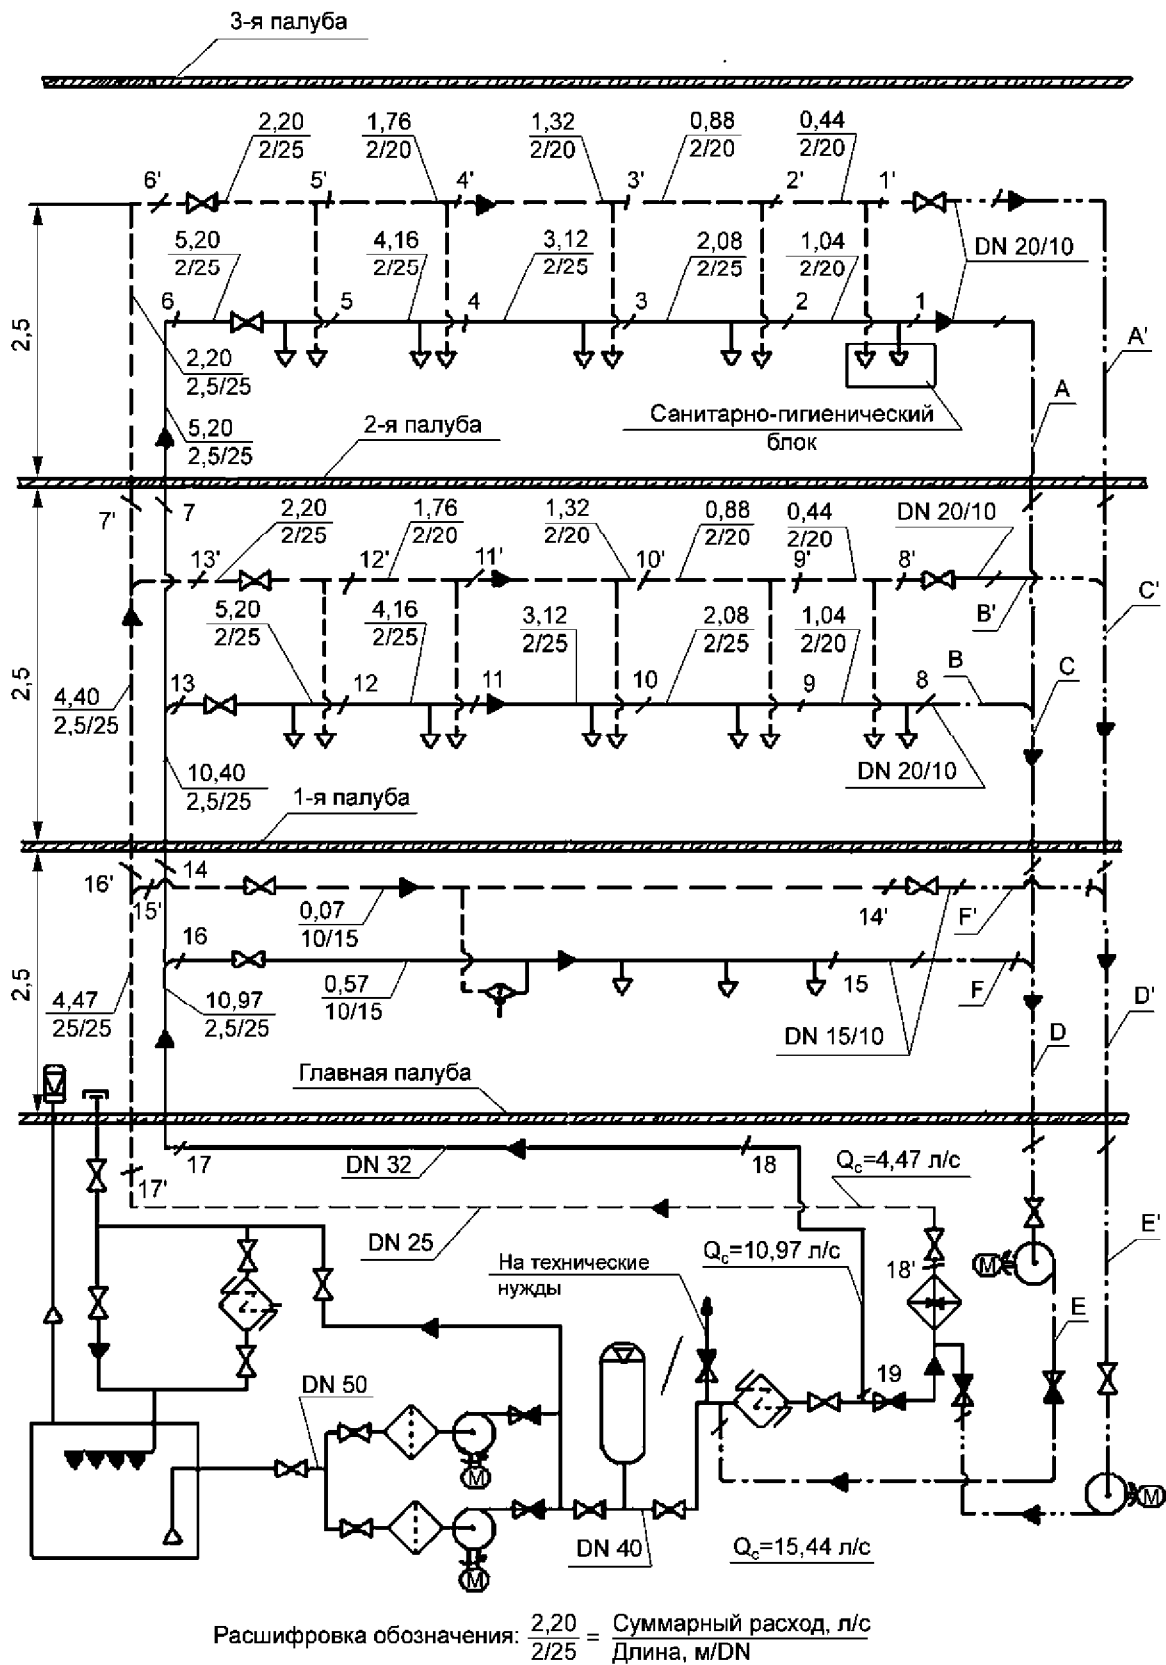 3-я палуба
2,20
2/25
1,76
2/20
1,32
2/20
0,88
2/20
0,44
2/20
6'
5'
4'
3'
2'
1'
5,20
2/25
4,16
2/25
3,12
2/25
2,08
2/25
1,04
2/20
DN 20/10
6
5
4
3
2
1
2,5
2,20
2,5/25
A'
A
5,20
2,5/25
Санитарно-гигиенический
блок
2-я палуба
7'
7
2,20
2/25
1,76
2/20
1,32
2/20
0,88
2/20
0,44
2/20
DN 20/10
13'
12'
11'
10'
9'
8'
B'
C'
5,20
2/25
4,16
2/25
3,12
2/25
2,08
2/25
1,04
2/20
2,5
4,40
2,5/25
13
12
11
10
9
8
B
C
10,40
2,5/25
DN 20/10
1-я палуба
16'
14
15'
0,07
10/15
14'
F'
16
2,5
4,47
25/25
10,97
2,5/25
0,57
10/15
15
F
DN 15/10
D
D'
Главная палуба
17
DN 32
18
Qc=4,47 л/с
17'
DN 25
На технические
нужды
Qc=10,97 л/с
18'
M
E'
E
19
DN 50
M
M
M
DN 40
Qc=15,44 л/с
Расшифровка обозначения: 2,20 / 2/25 = Суммарный расход, л/с / Длина, м/DN